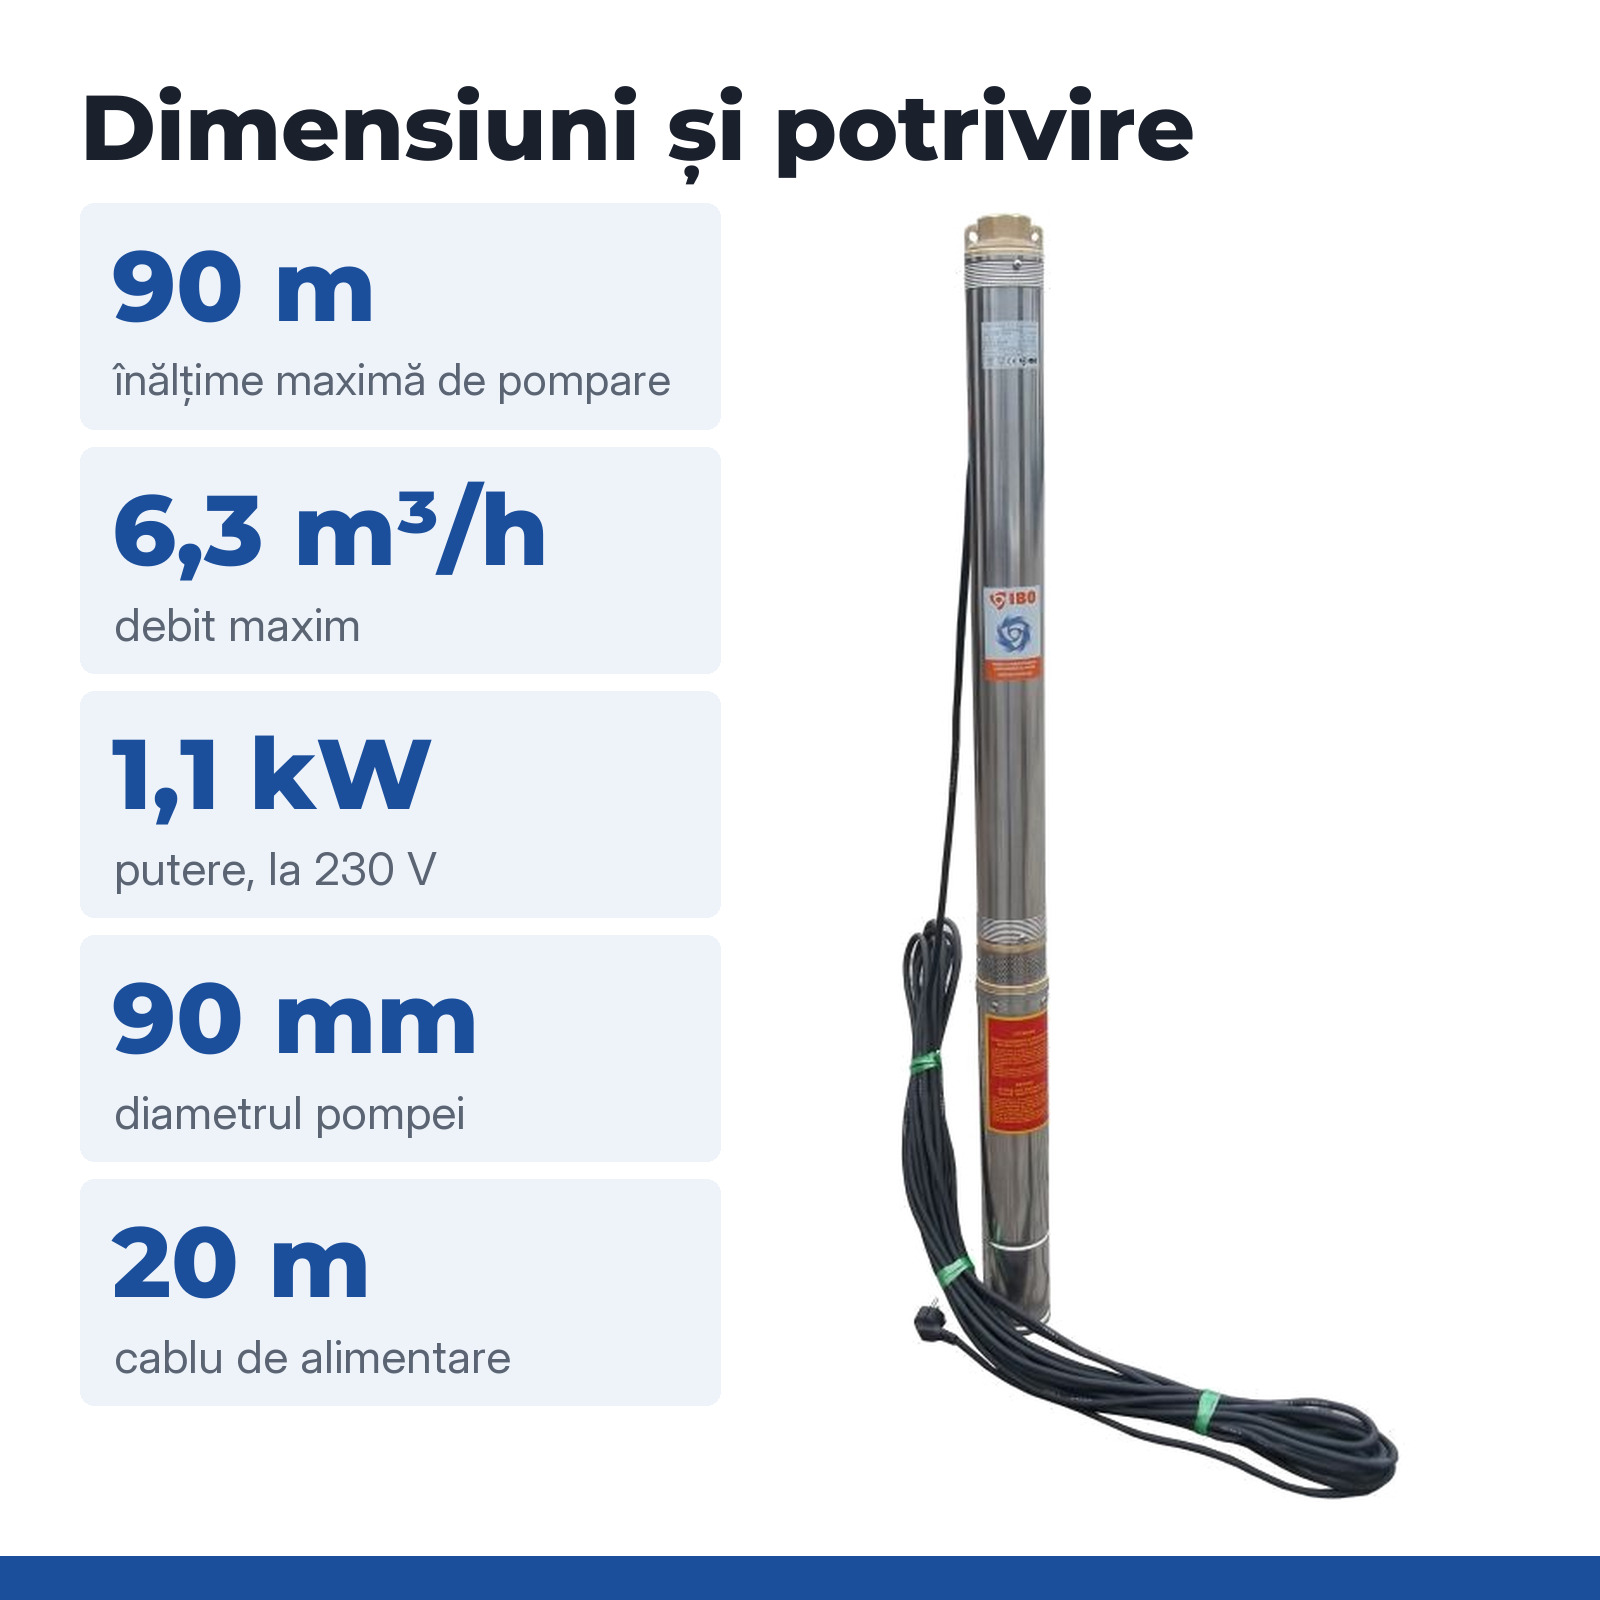 Dimensiuni și potrivire
90 m
înălțime maximă de pompare
6,3 m³/h
debit maxim
1,1 kW
putere, la 230 V
90 mm
diametrul pompei
20 m
cablu de alimentare
IBO